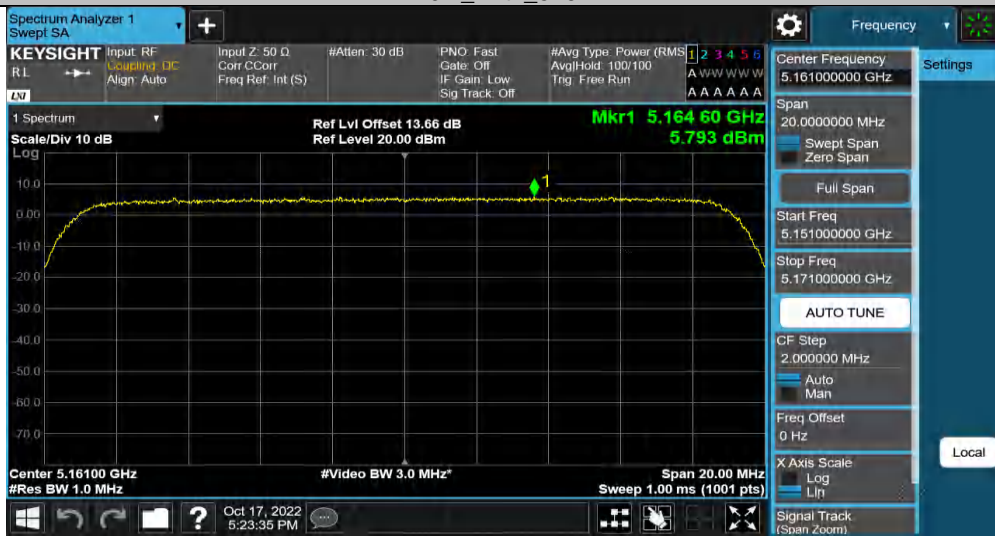 Spectrum Analyzer 1
Swept SA
+
Frequency
KEYSIGHT
RL
LXI
Input: RF
Coupling: DC
Align: Auto
Input Z: 50 Ω
Corr CCorr
Freq Ref: Int (S)
#Atten: 30 dB
PNO: Fast
Gate: Off
IF Gain: Low
Sig Track: Off
#Avg Type: Power (RMS
Avg|Hold: 100/100
Trig: Free Run
1 2 3 4 5 6
A W W W W W
A A A A A A
1 Spectrum
Scale/Div 10 dB
Log
Ref Lvl Offset 13.66 dB
Ref Level 20.00 dBm
Mkr1 5.164 60 GHz
5.793 dBm
1
10.0
0.00
-10.0
-20.0
-30.0
-40.0
-50.0
-60.0
-70.0
Center 5.16100 GHz
#Res BW 1.0 MHz
#Video BW 3.0 MHz*
Span 20.00 MHz
Sweep 1.00 ms (1001 pts)
?
Oct 17, 2022
5:23:35 PM
Center Frequency
5.161000000 GHz
Span
20.0000000 MHz
Swept Span
Zero Span
Full Span
Start Freq
5.151000000 GHz
Stop Freq
5.171000000 GHz
AUTO TUNE
CF Step
2.000000 MHz
Auto
Man
Freq Offset
0 Hz
X Axis Scale
Log
Lin
Signal Track
(Span Zoom)
Settings
Local